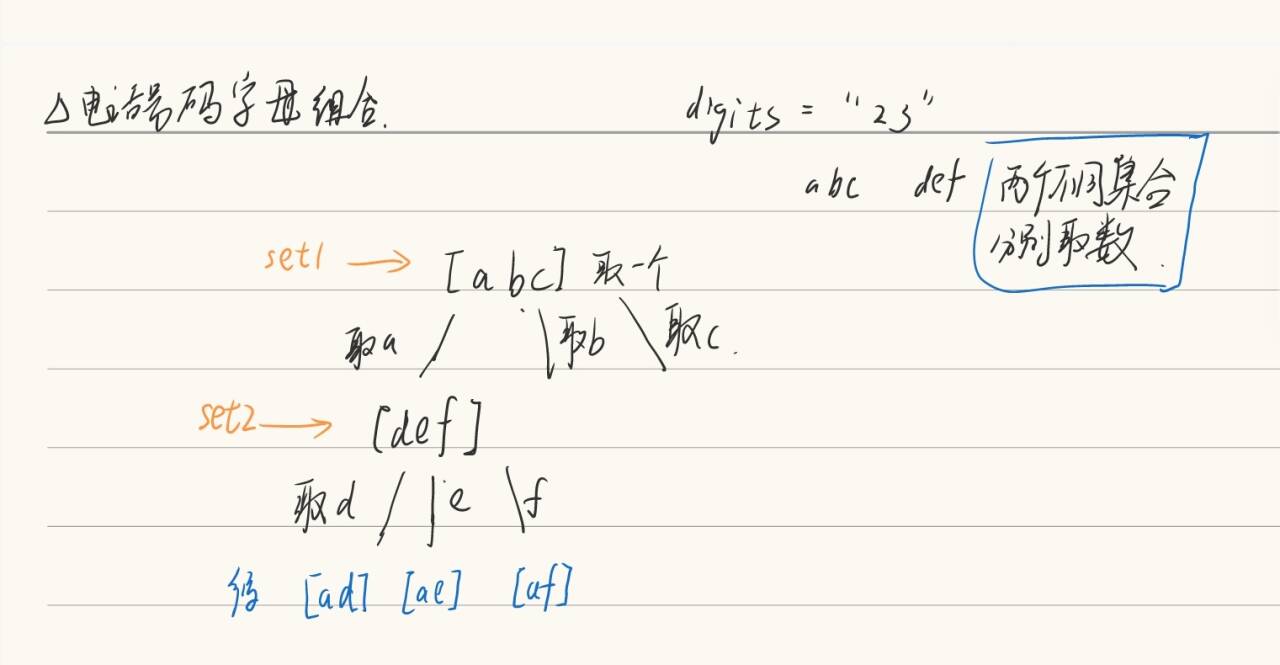 △电话号码字母组合.
digits = "23"
abc def
两个不同集合
分别取数.
set1 → [abc] 取一个
取a 取b 取c.
set2 → [def]
取d e f
[ad] [ae] [af]